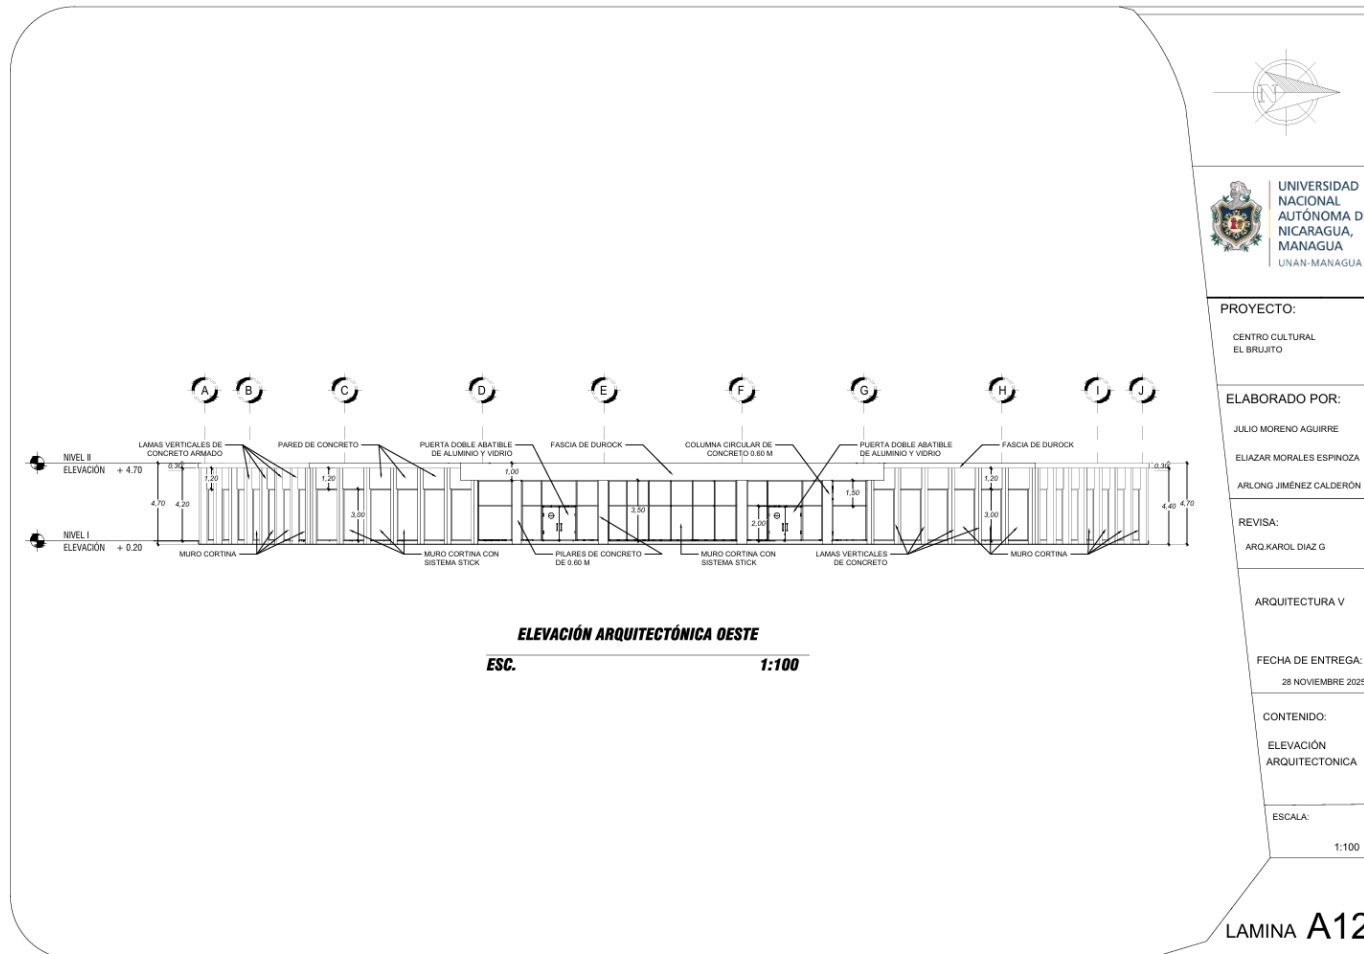 N
UNIVERSIDAD
NACIONAL
AUTÓNOMA D
NICARAGUA,
MANAGUA
UNAN-MANAGUA
PROYECTO:
CENTRO CULTURAL
EL BRUJITO
ELABORADO POR:
JULIO MORENO AGUIRRE
ELIAZAR MORALES ESPINOZA
ARLONG JIMÉNEZ CALDERÓN
REVISA:
ARQ.KAROL DIAZ G
ARQUITECTURA V
FECHA DE ENTREGA:
28 NOVIEMBRE 2025
CONTENIDO:
ELEVACIÓN
ARQUITECTONICA
ESCALA:
1:100
LAMINA A12
A B C D E F G H I J
LAMAS VERTICALES DE
CONCRETO ARMADO
PARED DE CONCRETO
PUERTA DOBLE ABATIBLE
DE ALUMINIO Y VIDRIO
FASCIA DE DUROCK
COLUMNA CIRCULAR DE
CONCRETO 0.60 M
PUERTA DOBLE ABATIBLE
DE ALUMINIO Y VIDRIO
FASCIA DE DUROCK
NIVEL II
ELEVACIÓN + 4.70
0,30 1,00 0,30
1,20 1,20 1,50 1,20
4,70 4,20 3,00 3,50 2,00 3,00 4,40 4,70
NIVEL I
ELEVACIÓN + 0.20
MURO CORTINA
MURO CORTINA CON
SISTEMA STICK
PILARES DE CONCRETO
DE 0.60 M
MURO CORTINA CON
SISTEMA STICK
LAMAS VERTICALES
DE CONCRETO
MURO CORTINA
ELEVACIÓN ARQUITECTÓNICA OESTE
ESC. 1:100